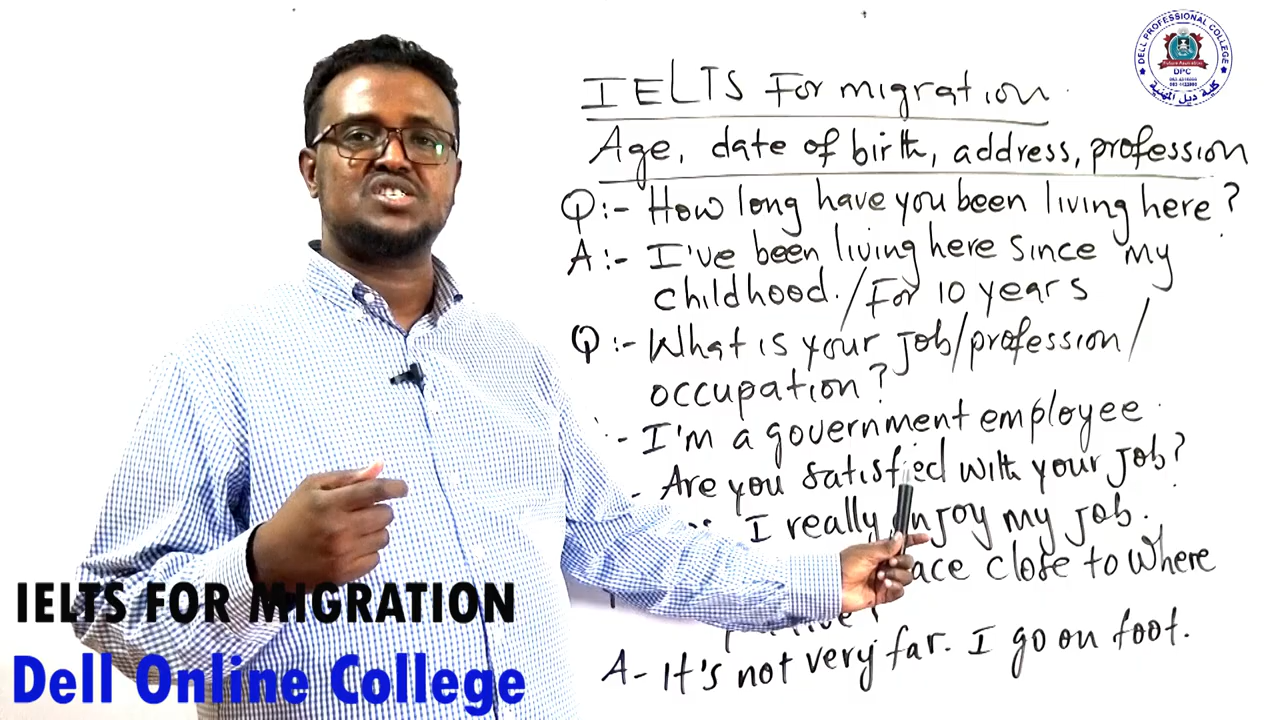 DELL PROFESSIONAL COLLEGE
DPC
كلية ديل المهنية
IELTS For migration
Age, date of birth, address, profession
Q:- How long have you been living here?
A:- I've been living here since my
childhood. / For 10 years
Q:- What is your job/profession/
occupation?
:- I'm a government employee.
- Are you satisfied with your job?
I really enjoy my job.
close to where
A- It's not very far. I go on foot.
IELTS FOR MIGRATION
Dell Online College